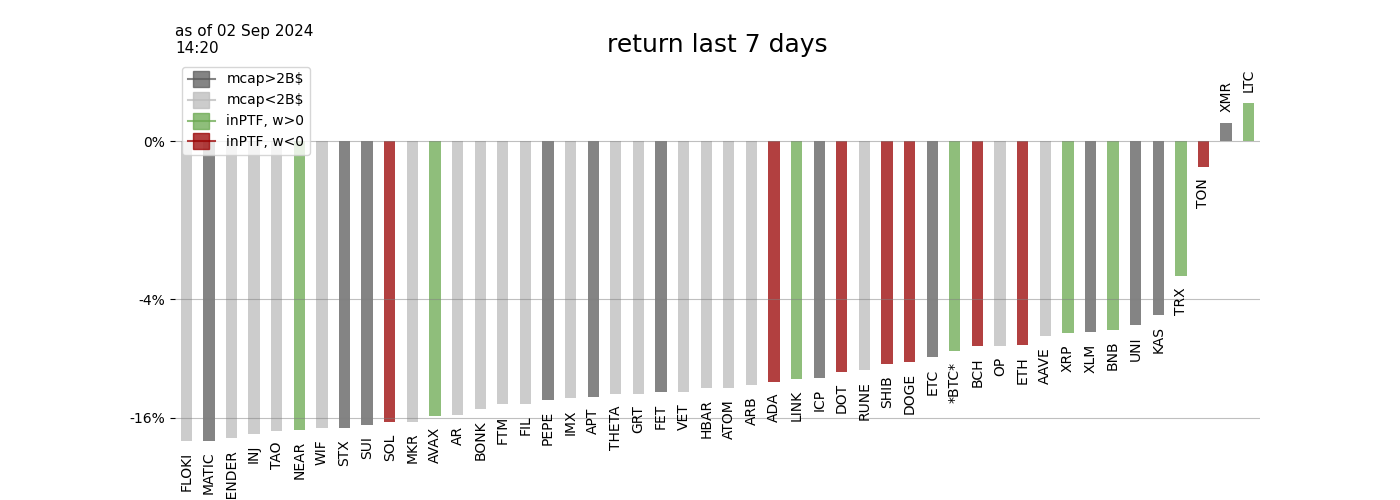 as of 02 Sep 2024
14:20
return last 7 days
mcap>2B$
mcap<2B$
inPTF, w>0
inPTF, w<0
0%
-4%
-16%
FLOKI
MATIC
ENDER
INJ
TAO
NEAR
WIF
STX
SUI
SOL
MKR
AVAX
AR
BONK
FTM
FIL
PEPE
IMX
APT
THETA
GRT
FET
VET
HBAR
ATOM
ARB
ADA
LINK
ICP
DOT
RUNE
SHIB
DOGE
ETC
*BTC*
BCH
OP
ETH
AAVE
XRP
XLM
BNB
UNI
KAS
TRX
TON
XMR
LTC